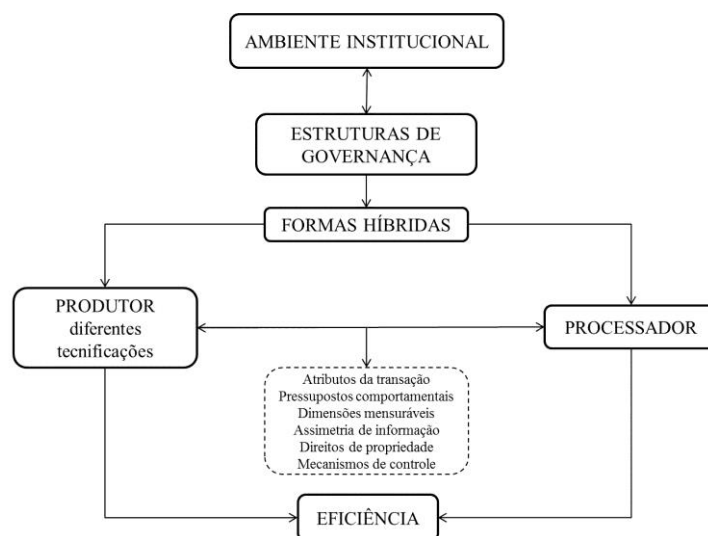 AMBIENTE INSTITUCIONAL
ESTRUTURAS DE
GOVERNANÇA
FORMAS HÍBRIDAS
PRODUTOR
diferentes
tecnificações
PROCESSADOR
Atributos da transação
Pressupostos comportamentais
Dimensões mensuráveis
Assimetria de informação
Direitos de propriedade
Mecanismos de controle
EFICIÊNCIA